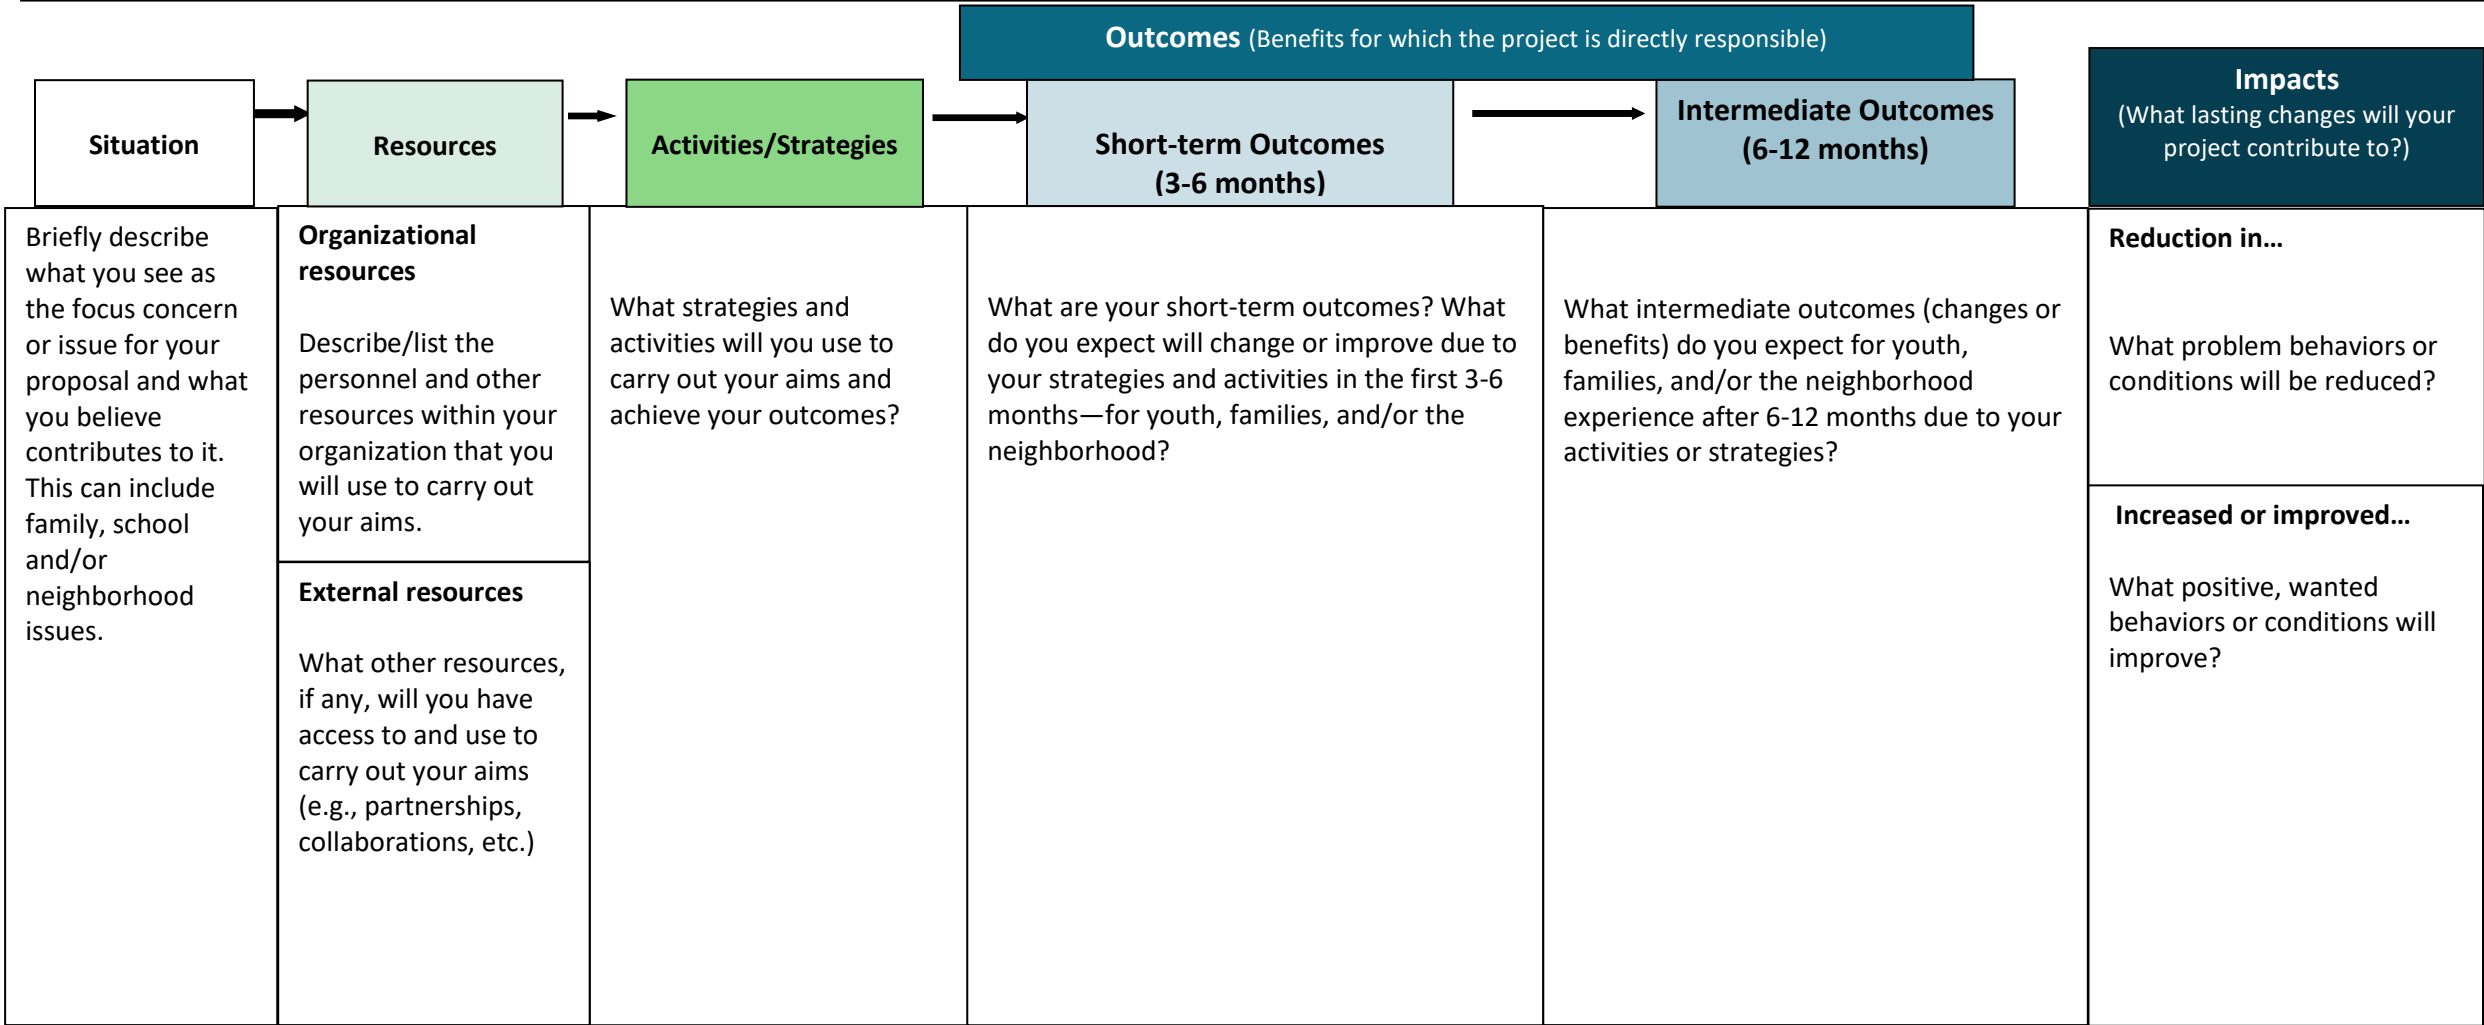 Outcomes (Benefits for which the project is directly responsible)
Situation
Resources
Activities/Strategies
Short-term Outcomes
(3-6 months)
Intermediate Outcomes
(6-12 months)
Impacts
(What lasting changes will your
project contribute to?)
Briefly describe
what you see as
the focus concern
or issue for your
proposal and what
you believe
contributes to it.
This can include
family, school
and/or
neighborhood
issues.
Organizational
resources
Describe/list the
personnel and other
resources within your
organization that you
will use to carry out
your aims.
External resources
What other resources,
if any, will you have
access to and use to
carry out your aims
(e.g., partnerships,
collaborations, etc.)
What strategies and
activities will you use to
carry out your aims and
achieve your outcomes?
What are your short-term outcomes? What
do you expect will change or improve due to
your strategies and activities in the first 3-6
months—for youth, families, and/or the
neighborhood?
What intermediate outcomes (changes or
benefits) do you expect for youth,
families, and/or the neighborhood
experience after 6-12 months due to your
activities or strategies?
Reduction in…
What problem behaviors or
conditions will be reduced?
Increased or improved…
What positive, wanted
behaviors or conditions will
improve?